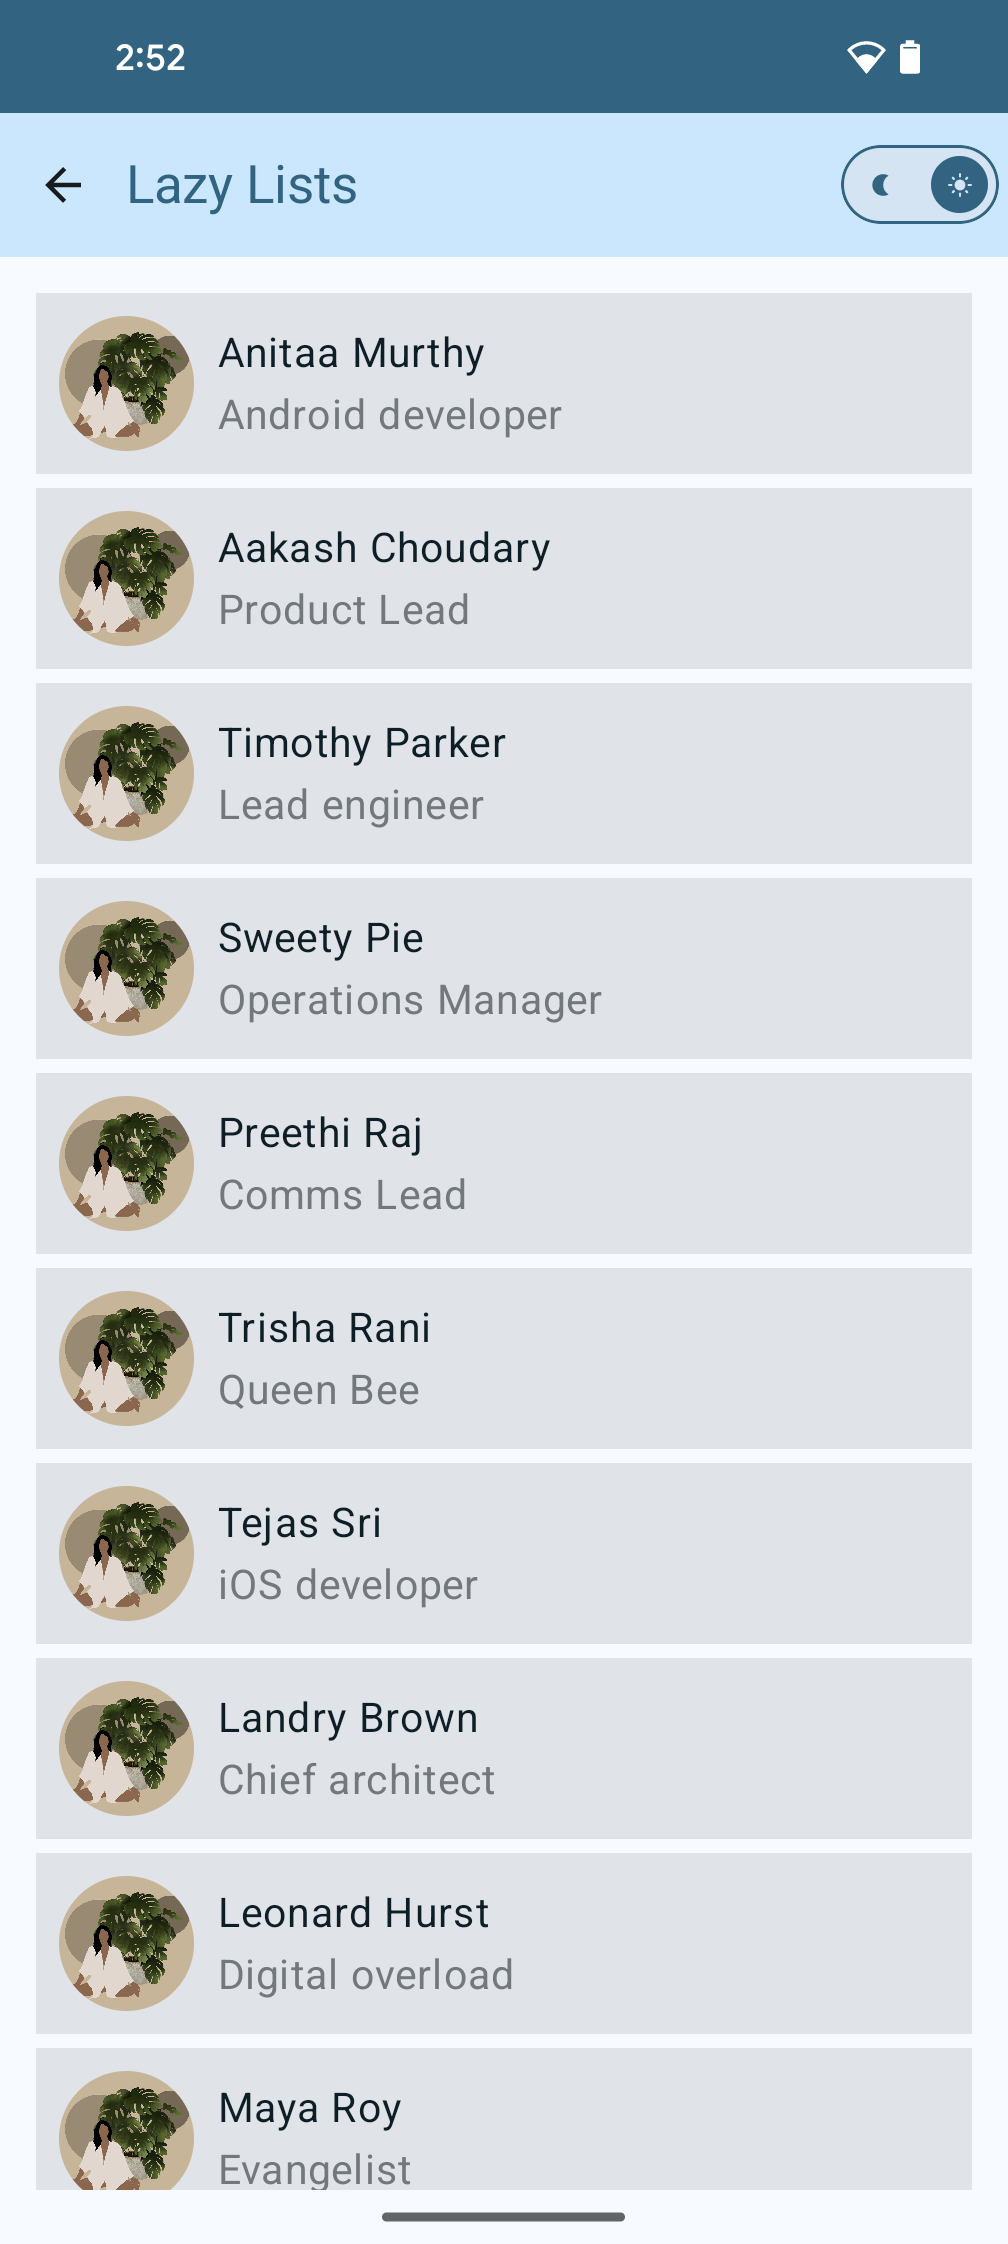 2:52
Lazy Lists
Anitaa Murthy
Android developer
Aakash Choudary
Product Lead
Timothy Parker
Lead engineer
Sweety Pie
Operations Manager
Preethi Raj
Comms Lead
Trisha Rani
Queen Bee
Tejas Sri
iOS developer
Landry Brown
Chief architect
Leonard Hurst
Digital overload
Maya Roy
Evangelist